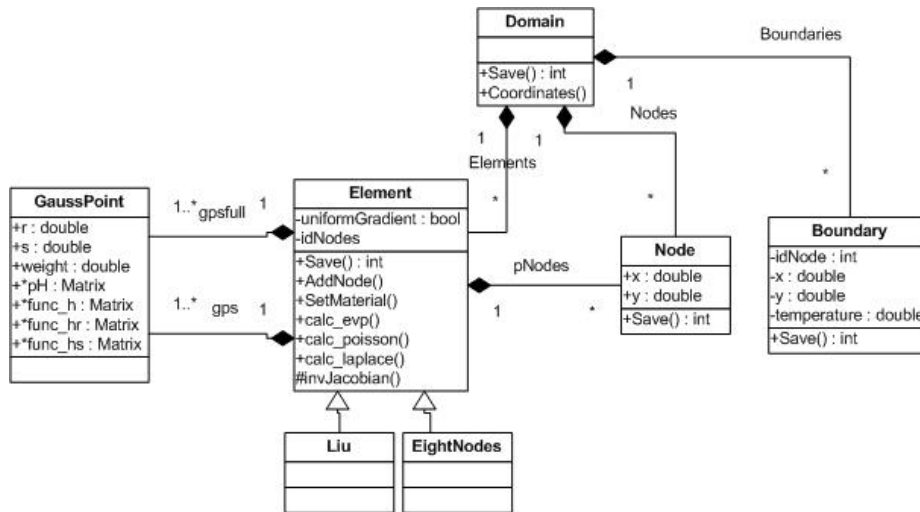 Domain
+Save() : int
+Coordinates()
Boundaries
1
Nodes
1
1
Elements
*
*
*
GaussPoint
+r : double
+s : double
+weight : double
+*pH : Matrix
+*func_h : Matrix
+*func_hr : Matrix
+*func_hs : Matrix
1..*
gpsfull
1
1..*
gps
1
Element
-uniformGradient : bool
-idNodes
+Save() : int
+AddNode()
+SetMaterial()
+calc_evp()
+calc_poisson()
+calc_laplace()
#invJacobian()
pNodes
1
*
Node
+x : double
+y : double
+Save() : int
Boundary
-idNode : int
-x : double
-y : double
-temperature : double
+Save() : int
Liu
EightNodes